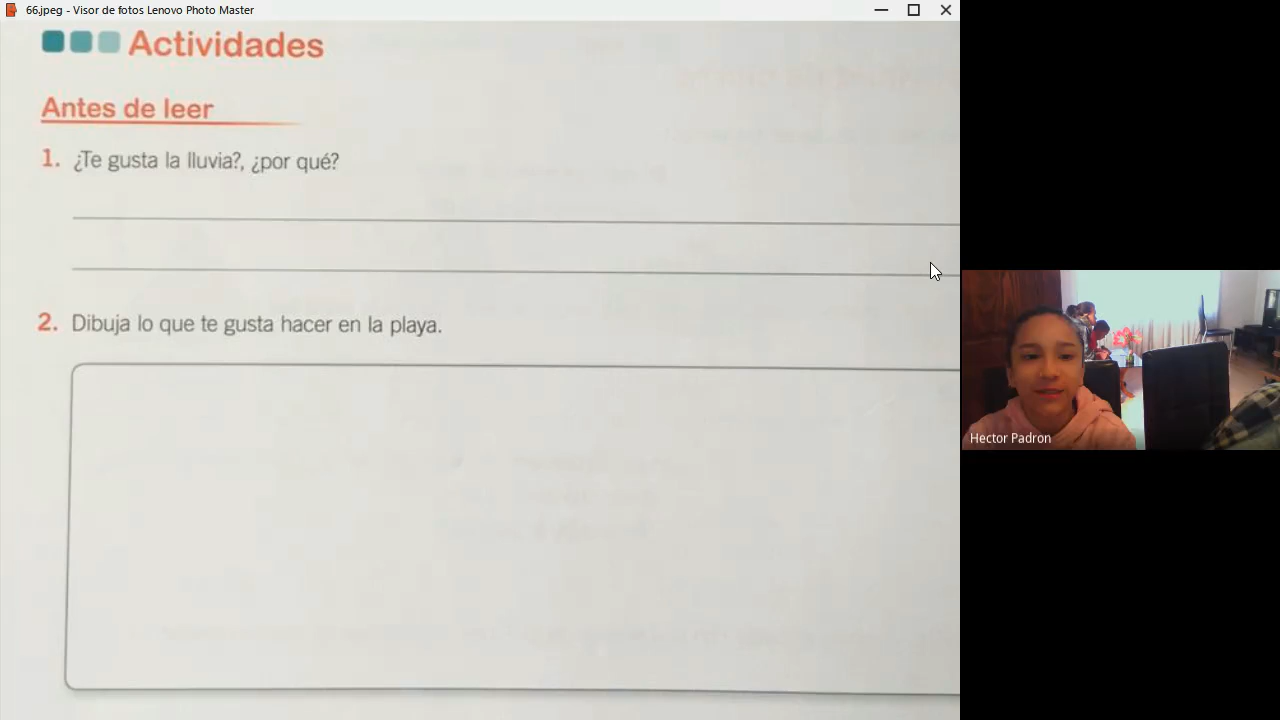 66.jpeg - Visor de fotos Lenovo Photo Master
Actividades
Antes de leer
1. ¿Te gusta la lluvia?, ¿por qué?
2. Dibuja lo que te gusta hacer en la playa.
Hector Padron